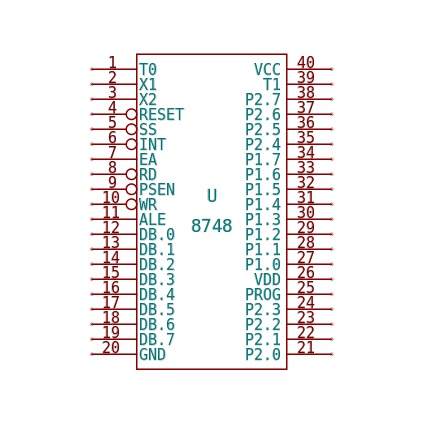 1 T0 VCC 40
2 X1 T1 39
3 X2 P2.7 38
4 RESET P2.6 37
5 SS P2.5 36
6 INT P2.4 35
7 EA P1.7 34
8 RD P1.6 33
9 PSEN P1.5 32
10 WR P1.4 31
11 ALE P1.3 30
12 DB.0 P1.2 29
13 DB.1 P1.1 28
14 DB.2 P1.0 27
15 DB.3 VDD 26
16 DB.4 PROG 25
17 DB.5 P2.3 24
18 DB.6 P2.2 23
19 DB.7 P2.1 22
20 GND P2.0 21
U
8748